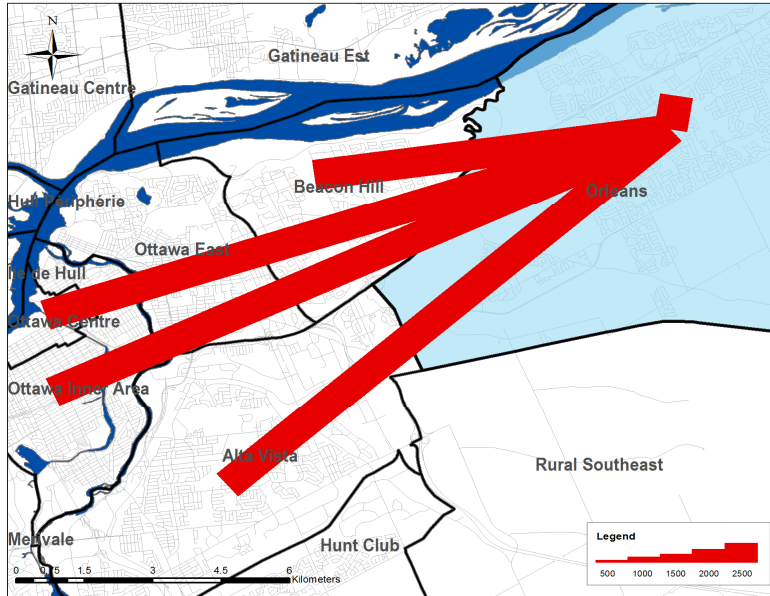 N
Gatineau Est
Gatineau Centre
Beacon Hill
Orleans
Hull Périphérie
Ottawa East
Île de Hull
Ottawa Centre
Ottawa Inner Area
Alta Vista
Rural Southeast
Merivale
Hunt Club
Legend
500 1000 1500 2000 2500
0 0.75 1.5 3 4.5 6
Kilometers